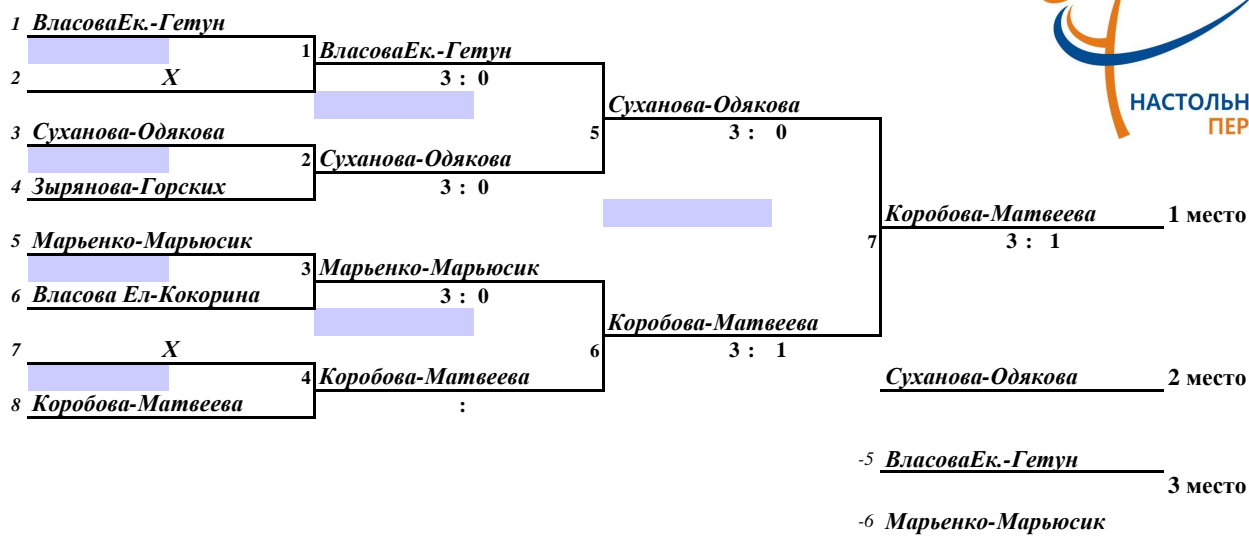 1 ВласоваЕк.-Гетун
1 ВласоваЕк.-Гетун
2 X
3 : 0
Суханова-Одякова
НАСТОЛЬН
ПЕР
3 Суханова-Одякова
5
3 : 0
2 Суханова-Одякова
4 Зырянова-Горских
3 : 0
Коробова-Матвеева 1 место
5 Марьенко-Марьюсик
7
3 : 1
3 Марьенко-Марьюсик
6 Власова Ел-Кокорина
3 : 0
Коробова-Матвеева
7 X
6
3 : 1
4 Коробова-Матвеева
Суханова-Одякова 2 место
8 Коробова-Матвеева
:
-5 ВласоваЕк.-Гетун
3 место
-6 Марьенко-Марьюсик